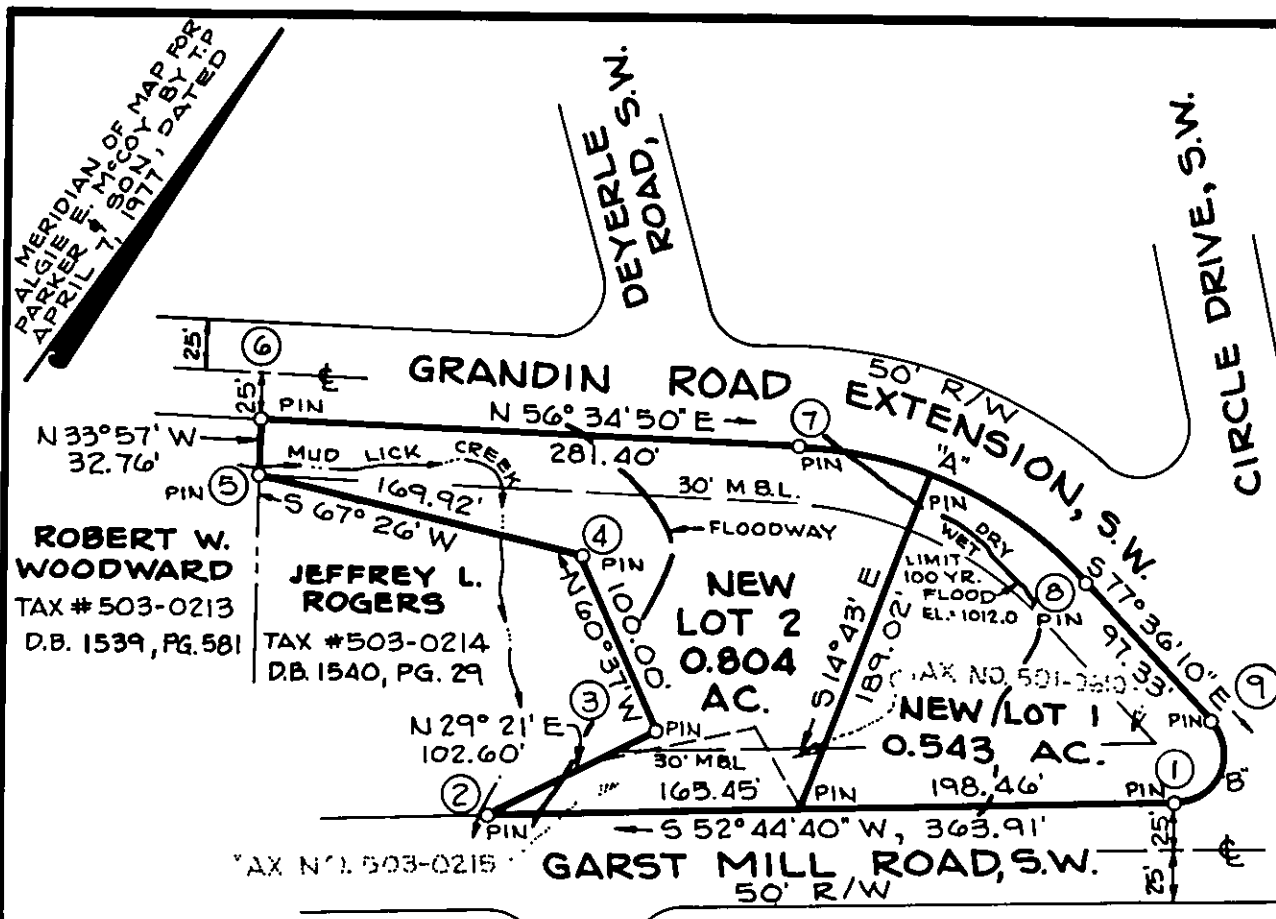 MERIDIAN OF MAP FOR
ALGIE E. McCOY BY T.P
PARKER & SON, DATED
APRIL 7, 1977
DEYERLE
ROAD, S.W.
CIRCLE DRIVE, S.W.
25'
6
25'
℄
GRANDIN ROAD EXTENSION, S.W.
50' R/W
PIN
N 56° 34' 50" E
281.40'
7
PIN
"A"
N 33° 57' W
32.76'
MUD LICK CREEK
PIN 5
169.92'
S 67° 26' W
30' M.B.L.
FLOODWAY
PIN
DRY
WET
LIMIT
100 YR.
FLOOD
EL.= 1012.0
8
PIN
S 77° 36' 10" E
97.33'
9
PIN
ROBERT W.
WOODWARD
TAX # 503-0213
D.B. 1539, PG. 581
JEFFREY L.
ROGERS
TAX #503-0214
D.B. 1540, PG. 29
4
PIN
N 60° 37' W
100.00'
NEW
LOT 2
0.804
AC.
S 14° 43' E
189.02'
TAX NO. 501-
NEW LOT 1
0.543 AC.
3
PIN
N 29° 21' E
102.60'
30' MBL
165.45'
PIN
198.46'
PIN
1
"B"
2
PIN
S 52° 44' 40" W, 363.91'
25'
℄
25'
AX NO. 503-0215
GARST MILL ROAD, S.W.
50' R/W